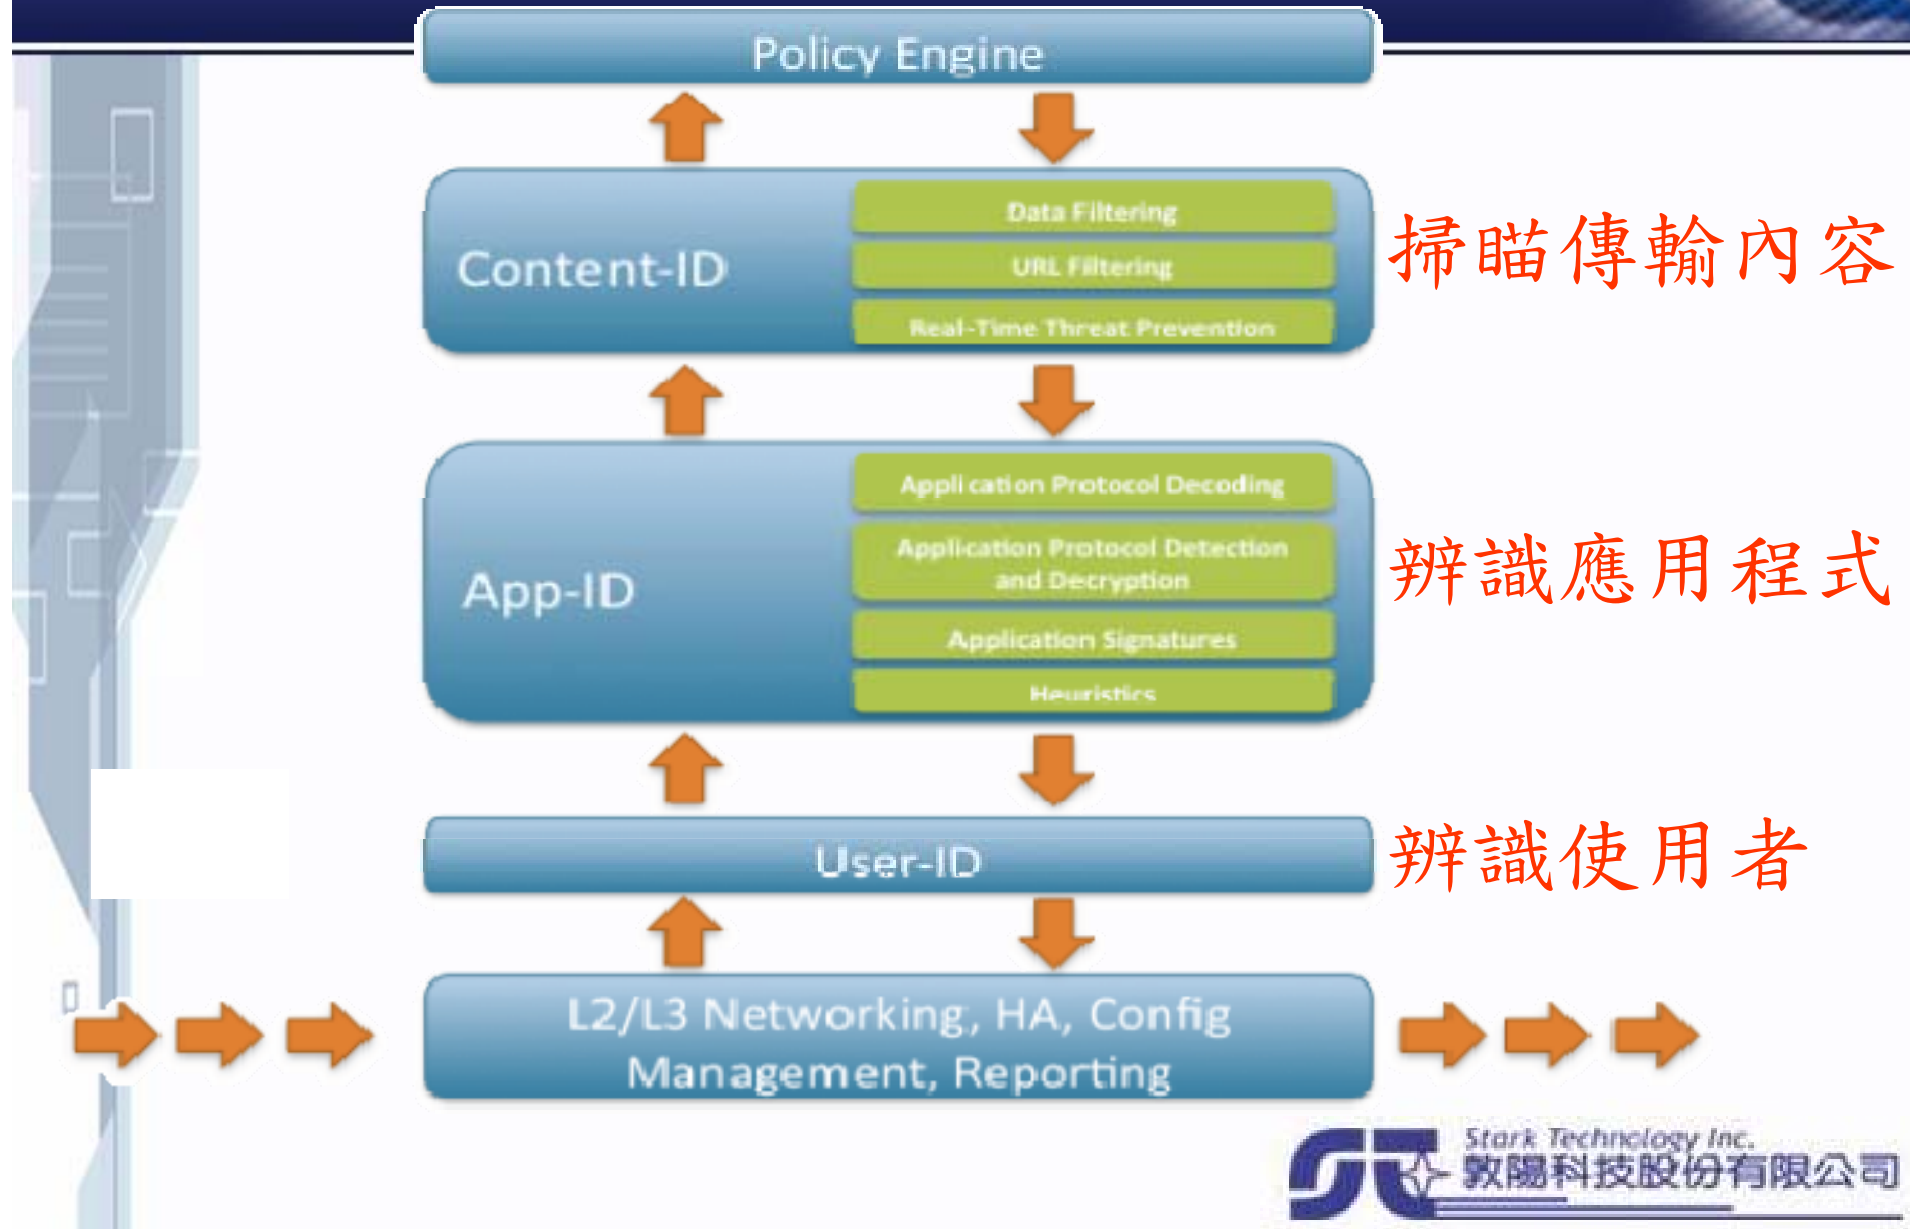 Policy Engine
Content-ID
Data Filtering
URL Filtering
Real-Time Threat Prevention
掃瞄傳輸內容
App-ID
Application Protocol Decoding
Application Protocol Detection
and Decryption
Application Signatures
Heuristics
辨識應用程式
User-ID
辨識使用者
L2/L3 Networking, HA, Config
Management, Reporting
Stark Technology Inc.
敦陽科技股份有限公司